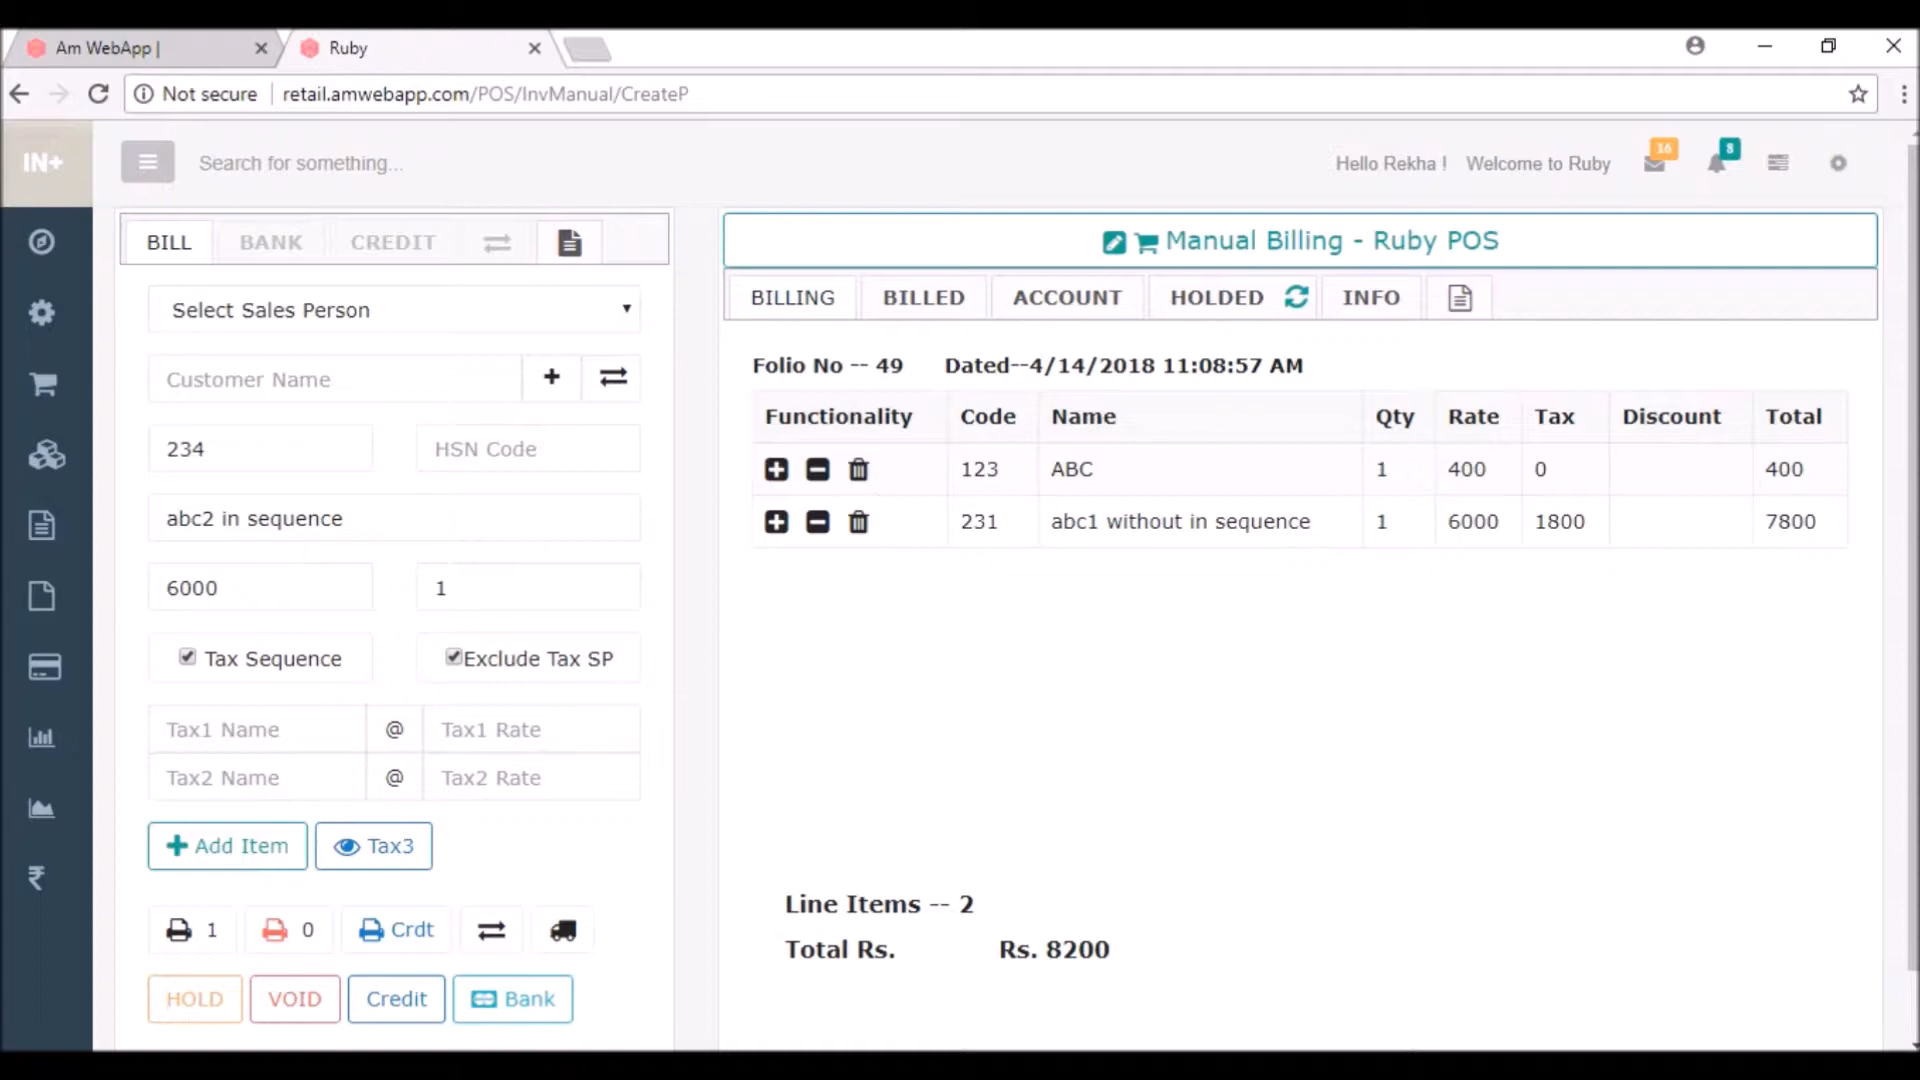 Am WebApp |
Ruby
Not secure
retail.amwebapp.com/POS/InvManual/CreateP
IN+
Search for something...
Hello Rekha !
Welcome to Ruby
16
8
BILL
BANK
CREDIT
Select Sales Person
Customer Name
234
HSN Code
abc2 in sequence
6000
1
Tax Sequence
Exclude Tax SP
Tax1 Name @ Tax1 Rate
Tax2 Name @ Tax2 Rate
Add Item
Tax3
1
0
Crdt
HOLD
VOID
Credit
Bank
Manual Billing - Ruby POS
BILLING
BILLED
ACCOUNT
HOLDED
INFO
Folio No -- 49 Dated--4/14/2018 11:08:57 AM
Functionality Code Name Qty Rate Tax Discount Total
123 ABC 1 400 0 400
231 abc1 without in sequence 1 6000 1800 7800
Line Items -- 2
Total Rs. Rs. 8200